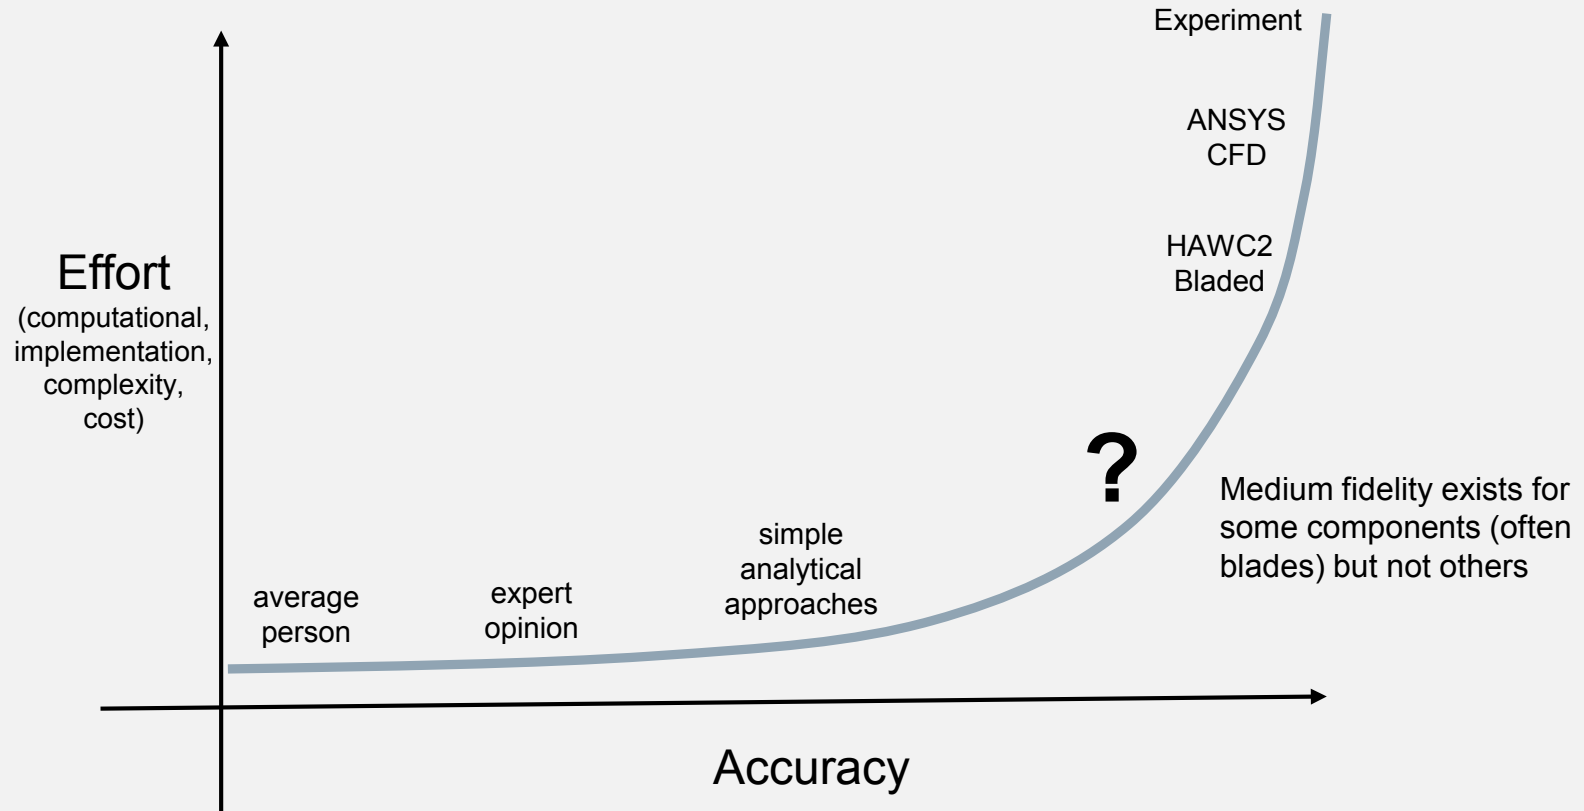 Experiment
ANSYS
CFD
HAWC2
Bladed
Effort
(computational,
implementation,
complexity,
cost)
?
Medium fidelity exists for
some components (often
blades) but not others
simple
analytical
approaches
expert
opinion
average
person
Accuracy